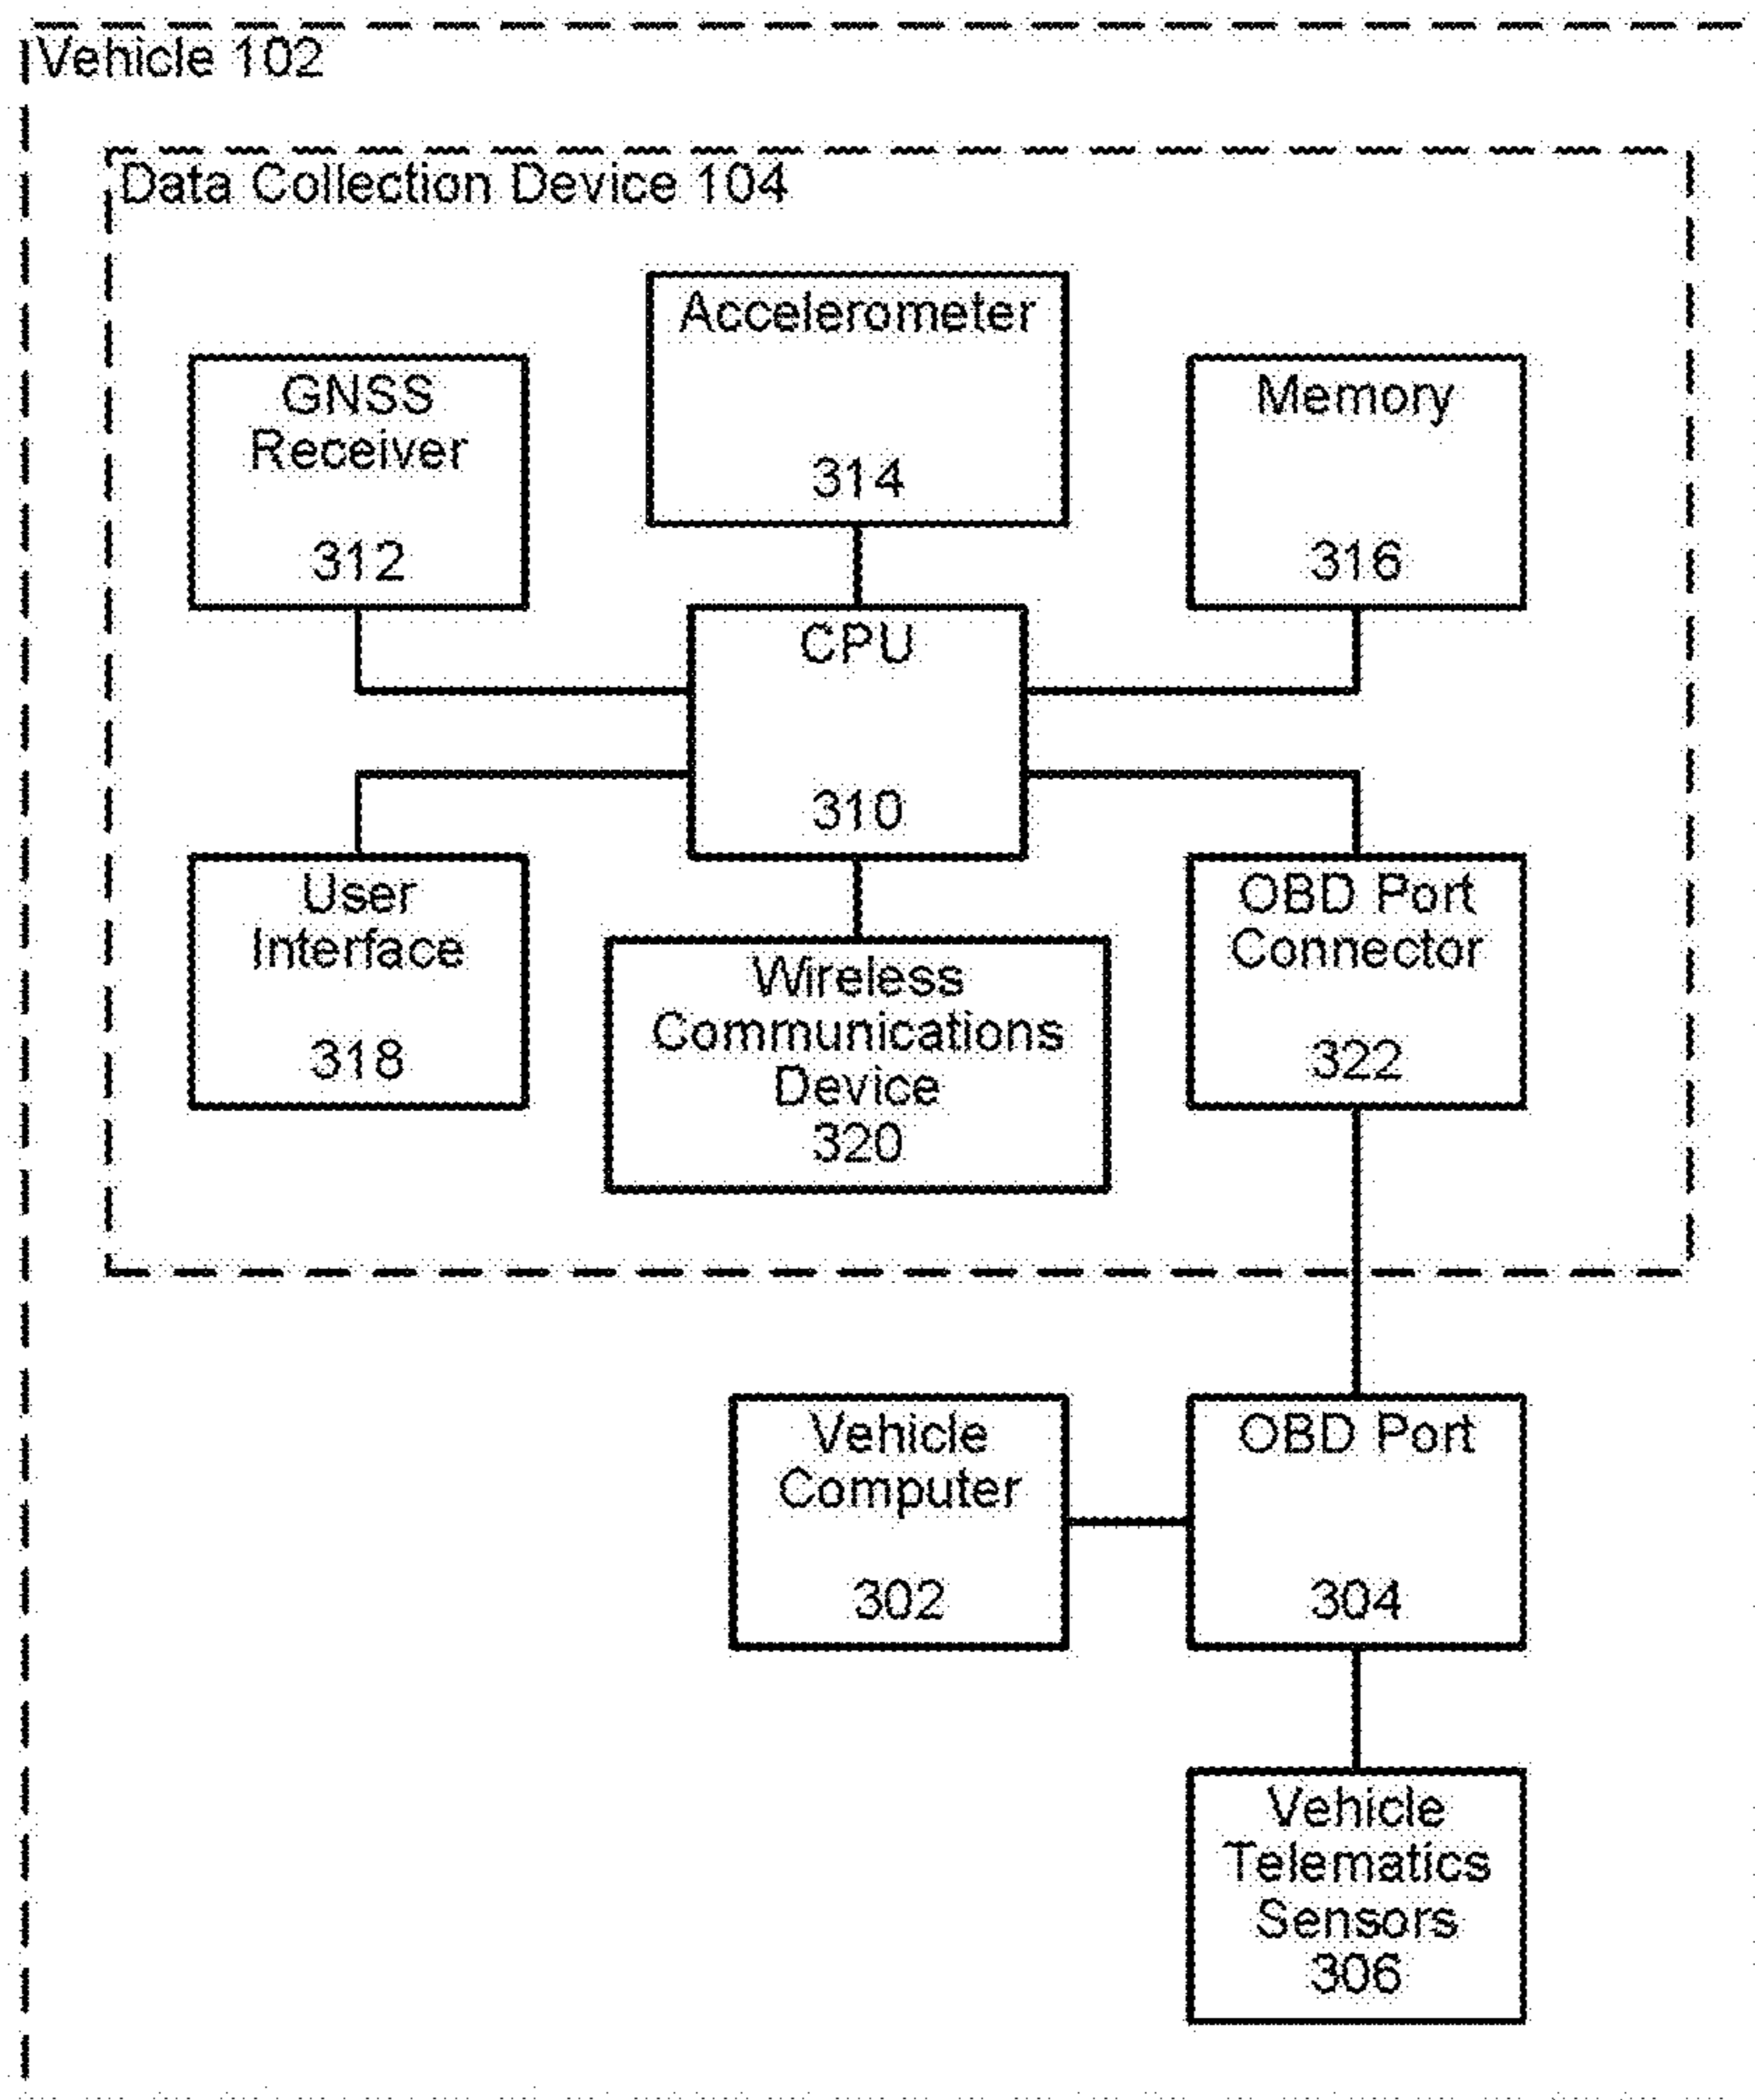 Vehicle 102
Data Collection Device 104
Accelerometer
314
GNSS
Receiver
312
Memory
316
CPU
310
User
Interface
318
Wireless
Communications
Device
320
OBD Port
Connector
322
Vehicle
Computer
302
OBD Port
304
Vehicle
Telematics
Sensors
306